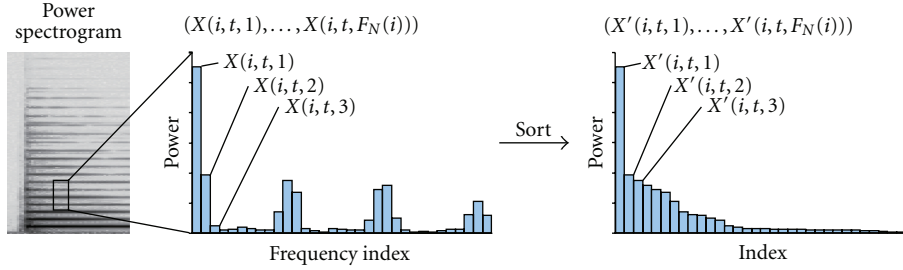 Power
spectrogram
(X(i, t, 1), . . . , X(i, t, F_N(i)))
X(i, t, 1)
X(i, t, 2)
X(i, t, 3)
Power
Frequency index
Sort
(X′(i, t, 1), . . . , X′(i, t, F_N(i)))
X′(i, t, 1)
X′(i, t, 2)
X′(i, t, 3)
Power
Index